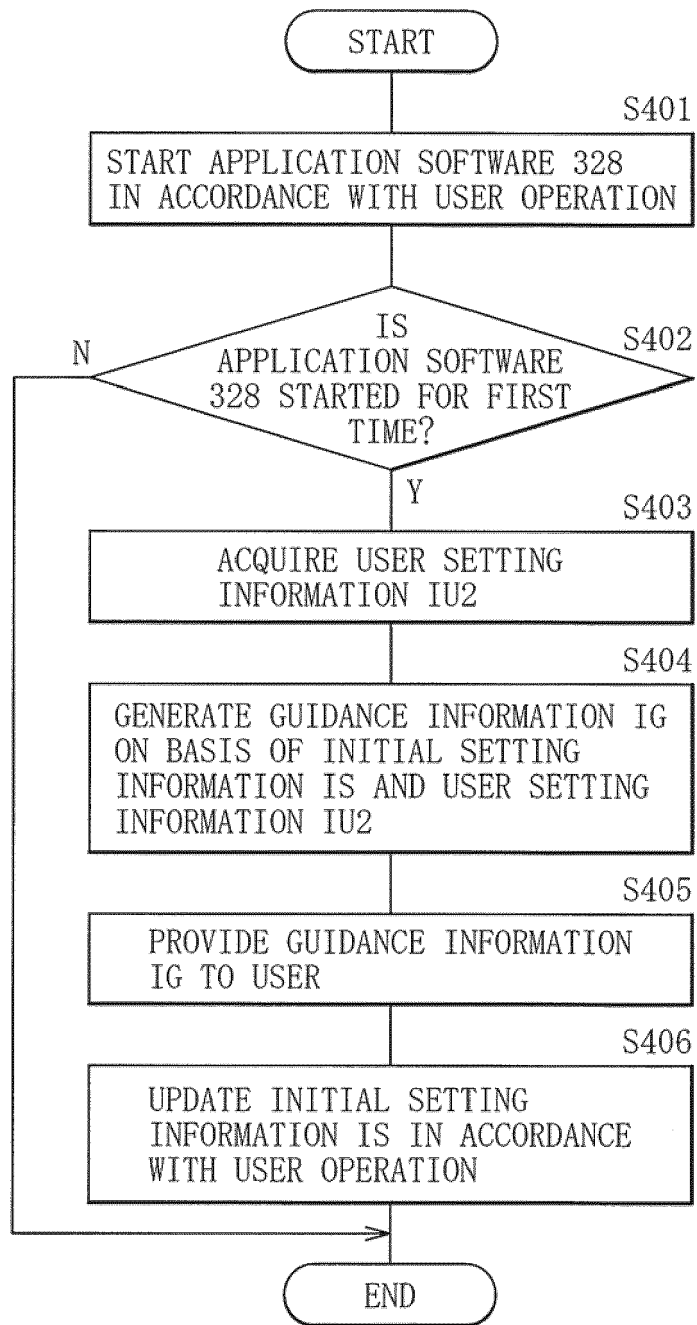 START
S401
START APPLICATION SOFTWARE 328
IN ACCORDANCE WITH USER OPERATION
S402
IS
APPLICATION SOFTWARE
328 STARTED FOR FIRST
TIME?
N
Y
S403
ACQUIRE USER SETTING
INFORMATION IU2
S404
GENERATE GUIDANCE INFORMATION IG
ON BASIS OF INITIAL SETTING
INFORMATION IS AND USER SETTING
INFORMATION IU2
S405
PROVIDE GUIDANCE INFORMATION
IG TO USER
S406
UPDATE INITIAL SETTING
INFORMATION IS IN ACCORDANCE
WITH USER OPERATION
END